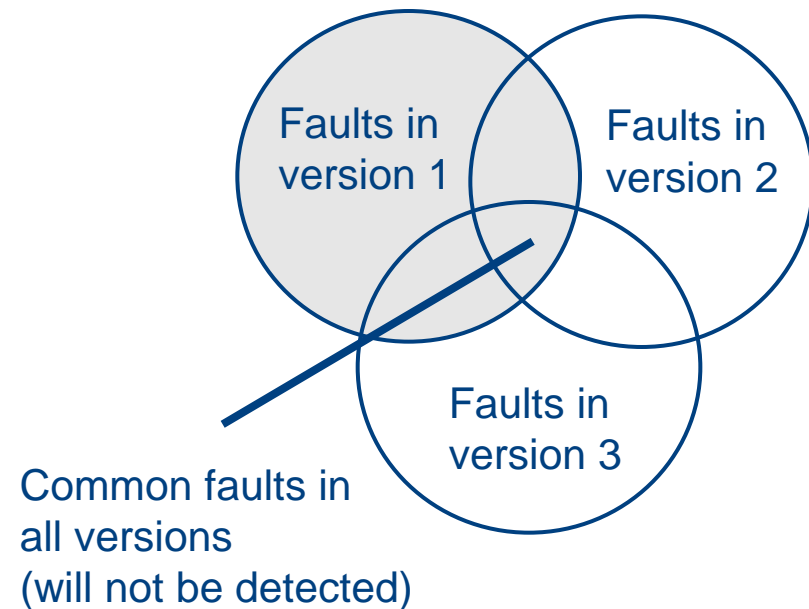 Faults in
version 1
Faults in
version 2
Faults in
version 3
Common faults in
all versions
(will not be detected)